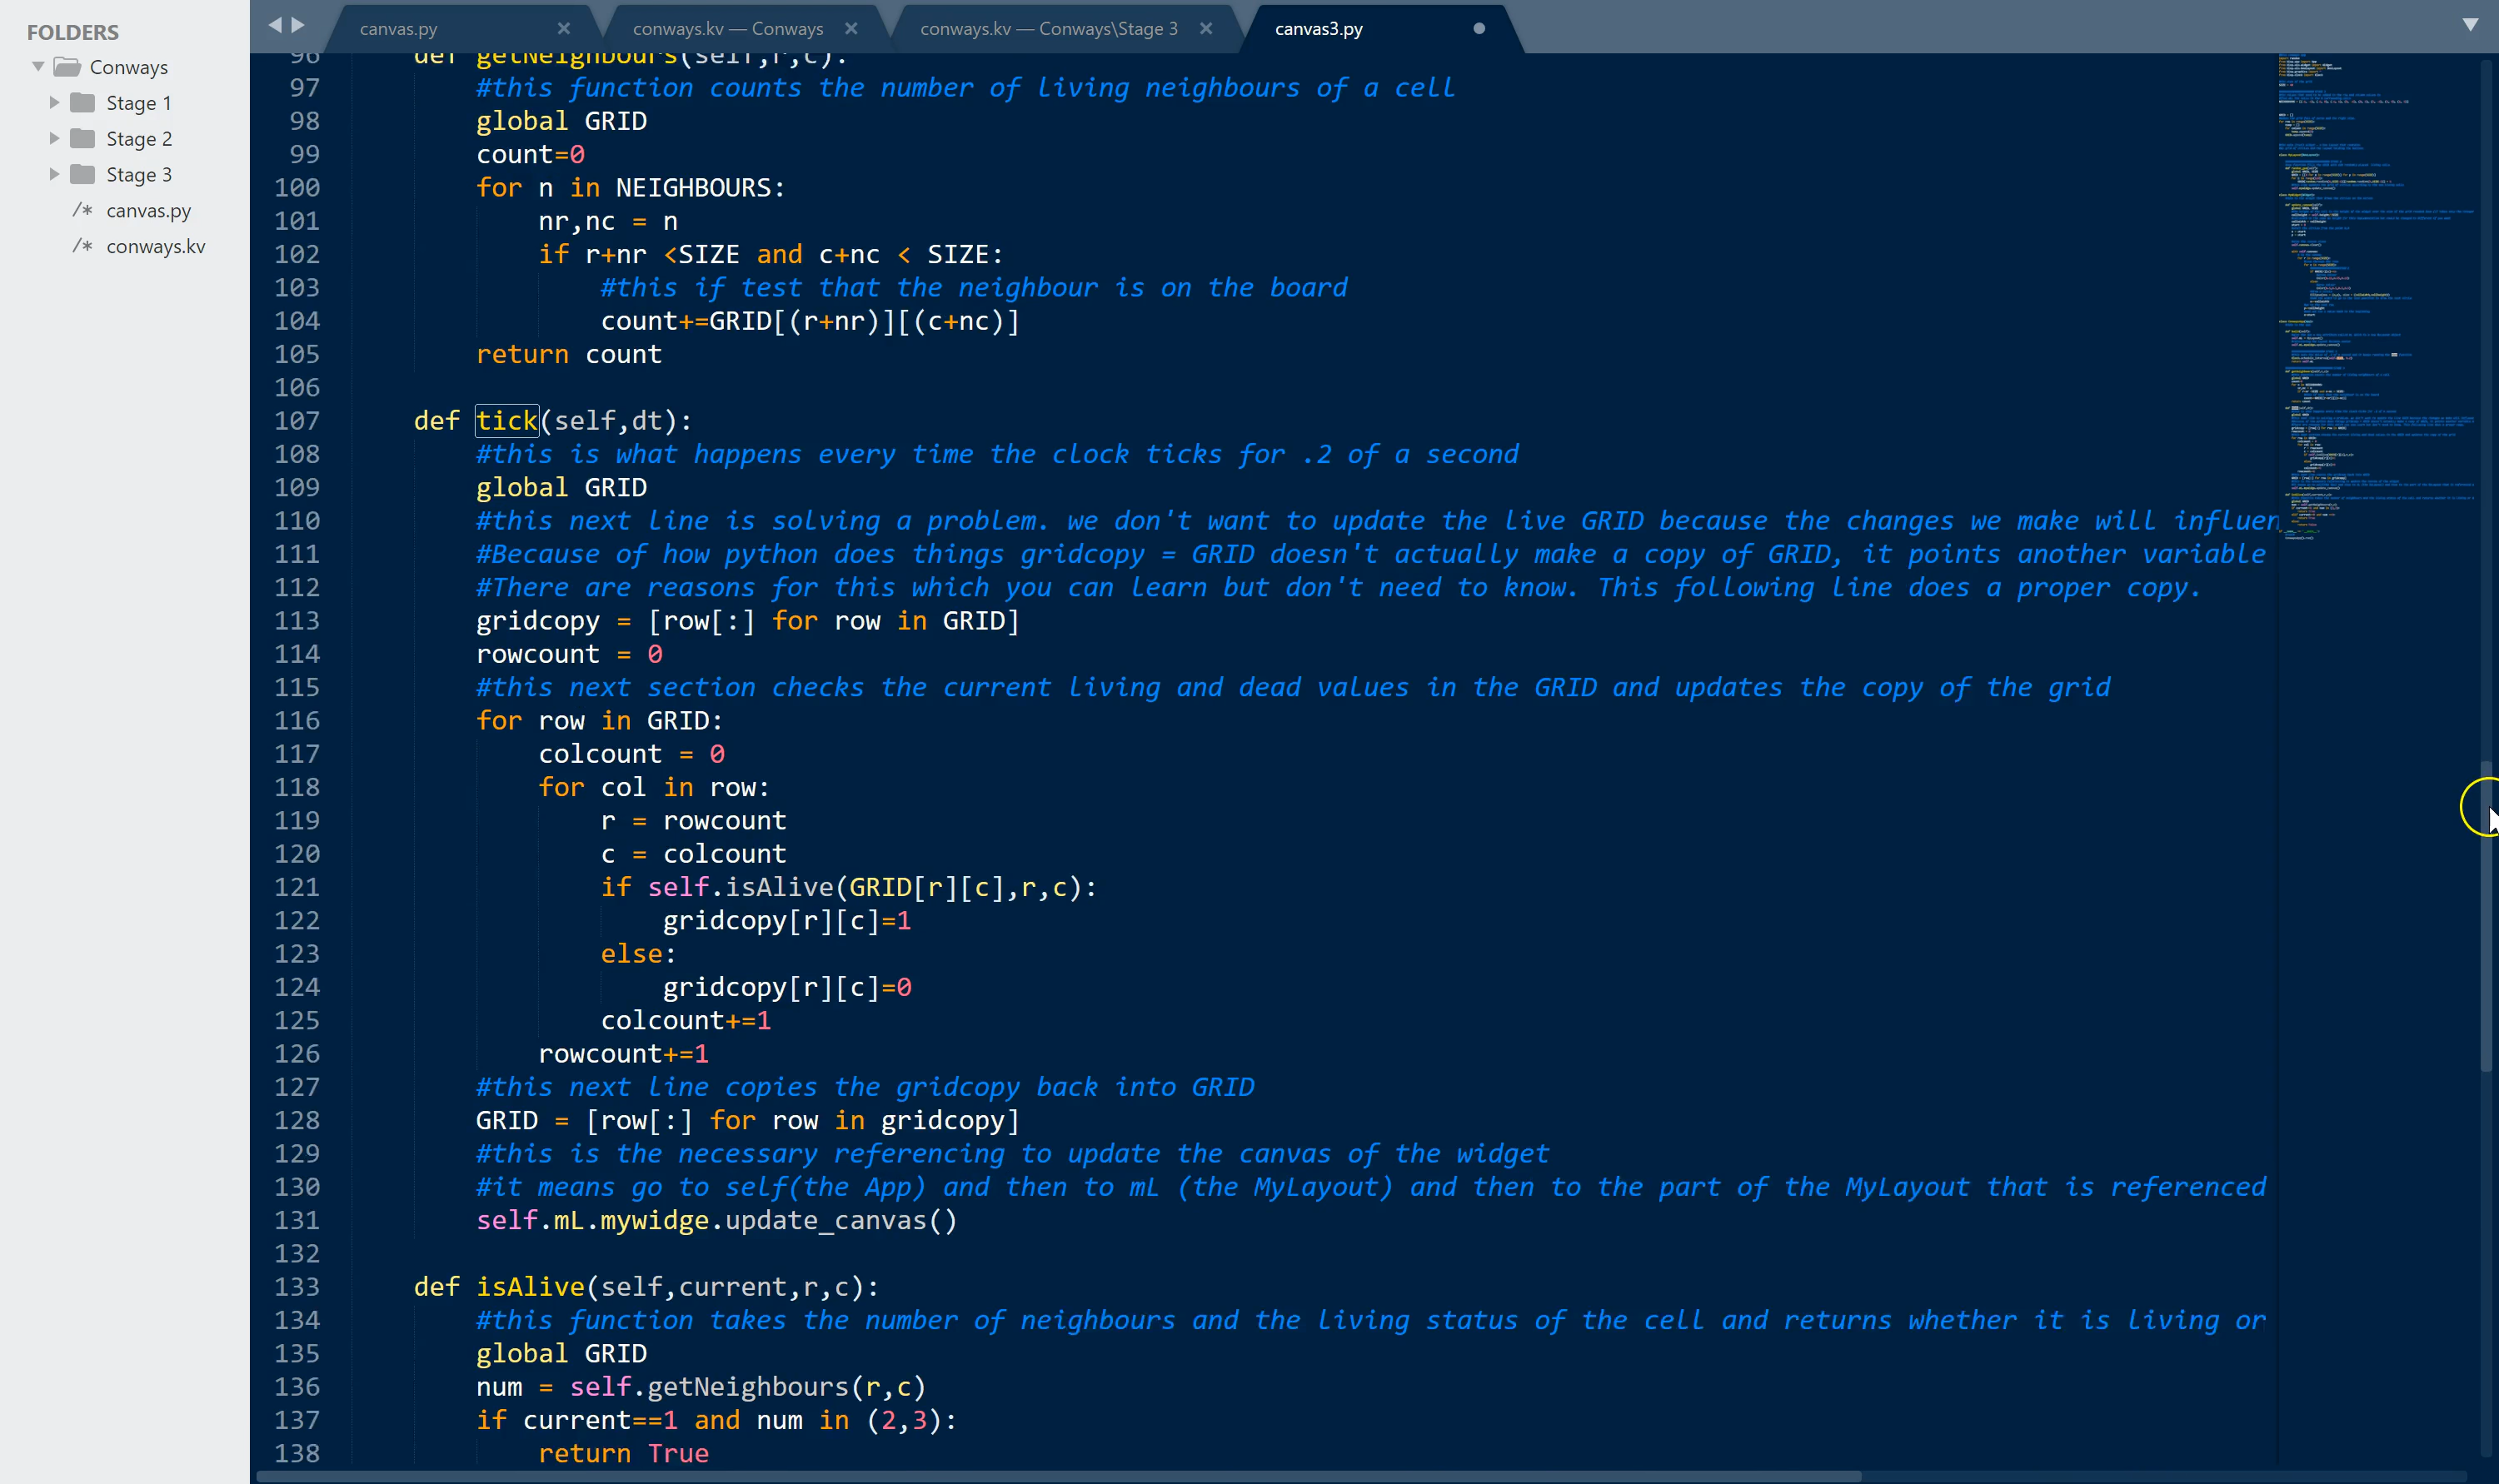 FOLDERS
Conways
Stage 1
Stage 2
Stage 3
/* canvas.py
/* conways.kv
canvas.py ×
conways.kv — Conways ×
conways.kv — Conways\Stage 3 ×
canvas3.py
96 def getNeighbours(self,r,c):
97 #this function counts the number of living neighbours of a cell
98 global GRID
99 count=0
100 for n in NEIGHBOURS:
101 nr,nc = n
102 if r+nr <SIZE and c+nc < SIZE:
103 #this if test that the neighbour is on the board
104 count+=GRID[(r+nr)][(c+nc)]
105 return count
106
107 def tick(self,dt):
108 #this is what happens every time the clock ticks for .2 of a second
109 global GRID
110 #this next line is solving a problem. we don't want to update the live GRID because the changes we make will influen
111 #Because of how python does things gridcopy = GRID doesn't actually make a copy of GRID, it points another variable
112 #There are reasons for this which you can learn but don't need to know. This following line does a proper copy.
113 gridcopy = [row[:] for row in GRID]
114 rowcount = 0
115 #this next section checks the current living and dead values in the GRID and updates the copy of the grid
116 for row in GRID:
117 colcount = 0
118 for col in row:
119 r = rowcount
120 c = colcount
121 if self.isAlive(GRID[r][c],r,c):
122 gridcopy[r][c]=1
123 else:
124 gridcopy[r][c]=0
125 colcount+=1
126 rowcount+=1
127 #this next line copies the gridcopy back into GRID
128 GRID = [row[:] for row in gridcopy]
129 #this is the necessary referencing to update the canvas of the widget
130 #it means go to self(the App) and then to mL (the MyLayout) and then to the part of the MyLayout that is referenced
131 self.mL.mywidge.update_canvas()
132
133 def isAlive(self,current,r,c):
134 #this function takes the number of neighbours and the living status of the cell and returns whether it is living or
135 global GRID
136 num = self.getNeighbours(r,c)
137 if current==1 and num in (2,3):
138 return True